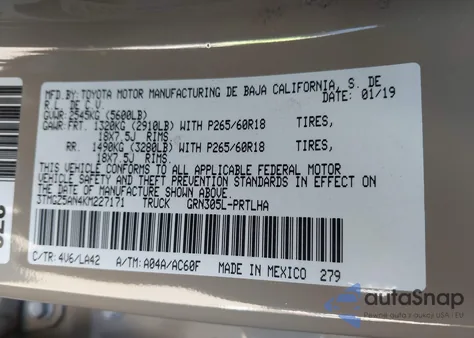 MFD.BY: TOYOTA MOTOR MANUFACTURING DE BAJA CALIFORNIA, S. DE
R.L. DE C.V. DATE: 01/19
GVWR: 2545KG (5600LB)
GAWR:FRT. 1320KG (2910LB) WITH P265/60R18 TIRES,
18X7.5J RIMS.
RR. 1490KG (3280LB) WITH P265/60R18 TIRES,
18X7.5J RIMS.
THIS VEHICLE CONFORMS TO ALL APPLICABLE FEDERAL MOTOR
VEHICLE SAFETY AND THEFT PREVENTION STANDARDS IN EFFECT ON
THE DATE OF MANUFACTURE SHOWN ABOVE.
3TMGZ5AN4KM227171 TRUCK GRN305L-PRTLHA
C/TR: 4V6/LA42 A/TM: A04A/AC60F MADE IN MEXICO 279
autoSnap